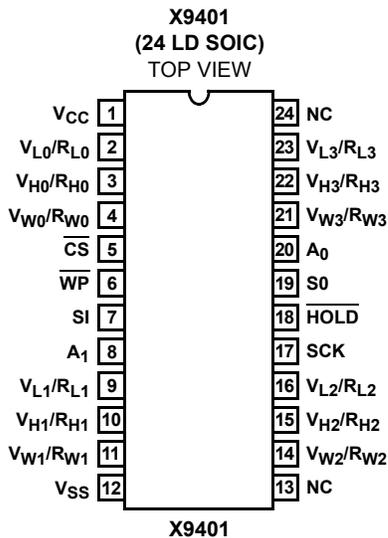 X9401
(24 LD SOIC)
TOP VIEW
VCC 1
VL0/RL0 2
VH0/RH0 3
VW0/RW0 4
CS 5
WP 6
SI 7
A1 8
VL1/RL1 9
VH1/RH1 10
VW1/RW1 11
VSS 12
24 NC
23 VL3/RL3
22 VH3/RH3
21 VW3/RW3
20 A0
19 S0
18 HOLD
17 SCK
16 VL2/RL2
15 VH2/RH2
14 VW2/RW2
13 NC
X9401